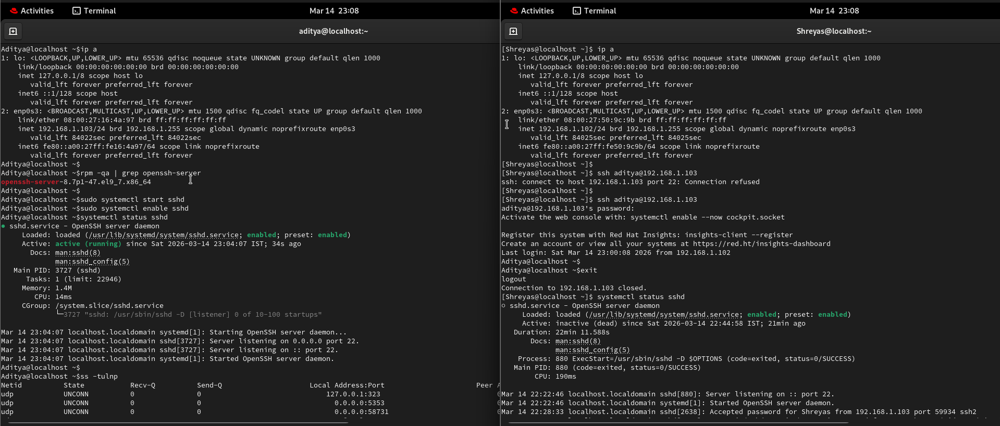 Activities Terminal Mar 14 23:08
aditya@localhost:~
Aditya@localhost ~$ip a
1: lo: <LOOPBACK,UP,LOWER_UP> mtu 65536 qdisc noqueue state UNKNOWN group default qlen 1000
link/loopback 00:00:00:00:00:00 brd 00:00:00:00:00:00
inet 127.0.0.1/8 scope host lo
valid_lft forever preferred_lft forever
inet6 ::1/128 scope host
valid_lft forever preferred_lft forever
2: enp0s3: <BROADCAST,MULTICAST,UP,LOWER_UP> mtu 1500 qdisc fq_codel state UP group default qlen 1000
link/ether 08:00:27:16:4a:97 brd ff:ff:ff:ff:ff:ff
inet 192.168.1.103/24 brd 192.168.1.255 scope global dynamic noprefixroute enp0s3
valid_lft 84022sec preferred_lft 84022sec
inet6 fe80::a00:27ff:fe16:4a97/64 scope link noprefixroute
valid_lft forever preferred_lft forever
Aditya@localhost ~$
Aditya@localhost ~$rpm -qa | grep openssh-server
openssh-server-8.7p1-47.el9_7.x86_64
Aditya@localhost ~$
Aditya@localhost ~$sudo systemctl start sshd
Aditya@localhost ~$sudo systemctl enable sshd
Aditya@localhost ~$systemctl status sshd
● sshd.service - OpenSSH server daemon
Loaded: loaded (/usr/lib/systemd/system/sshd.service; enabled; preset: enabled)
Active: active (running) since Sat 2026-03-14 23:04:07 IST; 34s ago
Docs: man:sshd(8)
man:sshd_config(5)
Main PID: 3727 (sshd)
Tasks: 1 (limit: 22946)
Memory: 1.4M
CPU: 14ms
CGroup: /system.slice/sshd.service
└─3727 "sshd: /usr/sbin/sshd -D [listener] 0 of 10-100 startups"
Mar 14 23:04:07 localhost.localdomain systemd[1]: Starting OpenSSH server daemon...
Mar 14 23:04:07 localhost.localdomain sshd[3727]: Server listening on 0.0.0.0 port 22.
Mar 14 23:04:07 localhost.localdomain sshd[3727]: Server listening on :: port 22.
Mar 14 23:04:07 localhost.localdomain systemd[1]: Started OpenSSH server daemon.
Aditya@localhost ~$
Aditya@localhost ~$ss -tulnp
Netid State Recv-Q Send-Q Local Address:Port Peer A
udp UNCONN 0 0 127.0.0.1:323
udp UNCONN 0 0 0.0.0.0:5353
udp UNCONN 0 0 0.0.0.0:58731
Activities Terminal Mar 14 23:08
Shreyas@localhost:~
[Shreyas@localhost ~]$ ip a
1: lo: <LOOPBACK,UP,LOWER_UP> mtu 65536 qdisc noqueue state UNKNOWN group default qlen 1000
link/loopback 00:00:00:00:00:00 brd 00:00:00:00:00:00
inet 127.0.0.1/8 scope host lo
valid_lft forever preferred_lft forever
inet6 ::1/128 scope host
valid_lft forever preferred_lft forever
2: enp0s3: <BROADCAST,MULTICAST,UP,LOWER_UP> mtu 1500 qdisc fq_codel state UP group default qlen 1000
link/ether 08:00:27:50:9c:9b brd ff:ff:ff:ff:ff:ff
inet 192.168.1.102/24 brd 192.168.1.255 scope global dynamic noprefixroute enp0s3
valid_lft 84025sec preferred_lft 84025sec
inet6 fe80::a00:27ff:fe50:9c9b/64 scope link noprefixroute
valid_lft forever preferred_lft forever
[Shreyas@localhost ~]$
[Shreyas@localhost ~]$ ssh aditya@192.168.1.103
ssh: connect to host 192.168.1.103 port 22: Connection refused
[Shreyas@localhost ~]$
[Shreyas@localhost ~]$ ssh aditya@192.168.1.103
aditya@192.168.1.103's password:
Activate the web console with: systemctl enable --now cockpit.socket
Register this system with Red Hat Insights: insights-client --register
Create an account or view all your systems at https://red.ht/insights-dashboard
Last login: Sat Mar 14 23:00:08 2026 from 192.168.1.102
Aditya@localhost ~$
Aditya@localhost ~$exit
logout
Connection to 192.168.1.103 closed.
[Shreyas@localhost ~]$ systemctl status sshd
○ sshd.service - OpenSSH server daemon
Loaded: loaded (/usr/lib/systemd/system/sshd.service; enabled; preset: enabled)
Active: inactive (dead) since Sat 2026-03-14 22:44:58 IST; 21min ago
Duration: 22min 11.588s
Docs: man:sshd(8)
man:sshd_config(5)
Process: 880 ExecStart=/usr/sbin/sshd -D $OPTIONS (code=exited, status=0/SUCCESS)
Main PID: 880 (code=exited, status=0/SUCCESS)
CPU: 190ms
Mar 14 22:22:46 localhost.localdomain sshd[880]: Server listening on :: port 22.
Mar 14 22:22:46 localhost.localdomain systemd[1]: Started OpenSSH server daemon.
Mar 14 22:28:33 localhost.localdomain sshd[2638]: Accepted password for Shreyas from 192.168.1.103 port 59934 ssh2